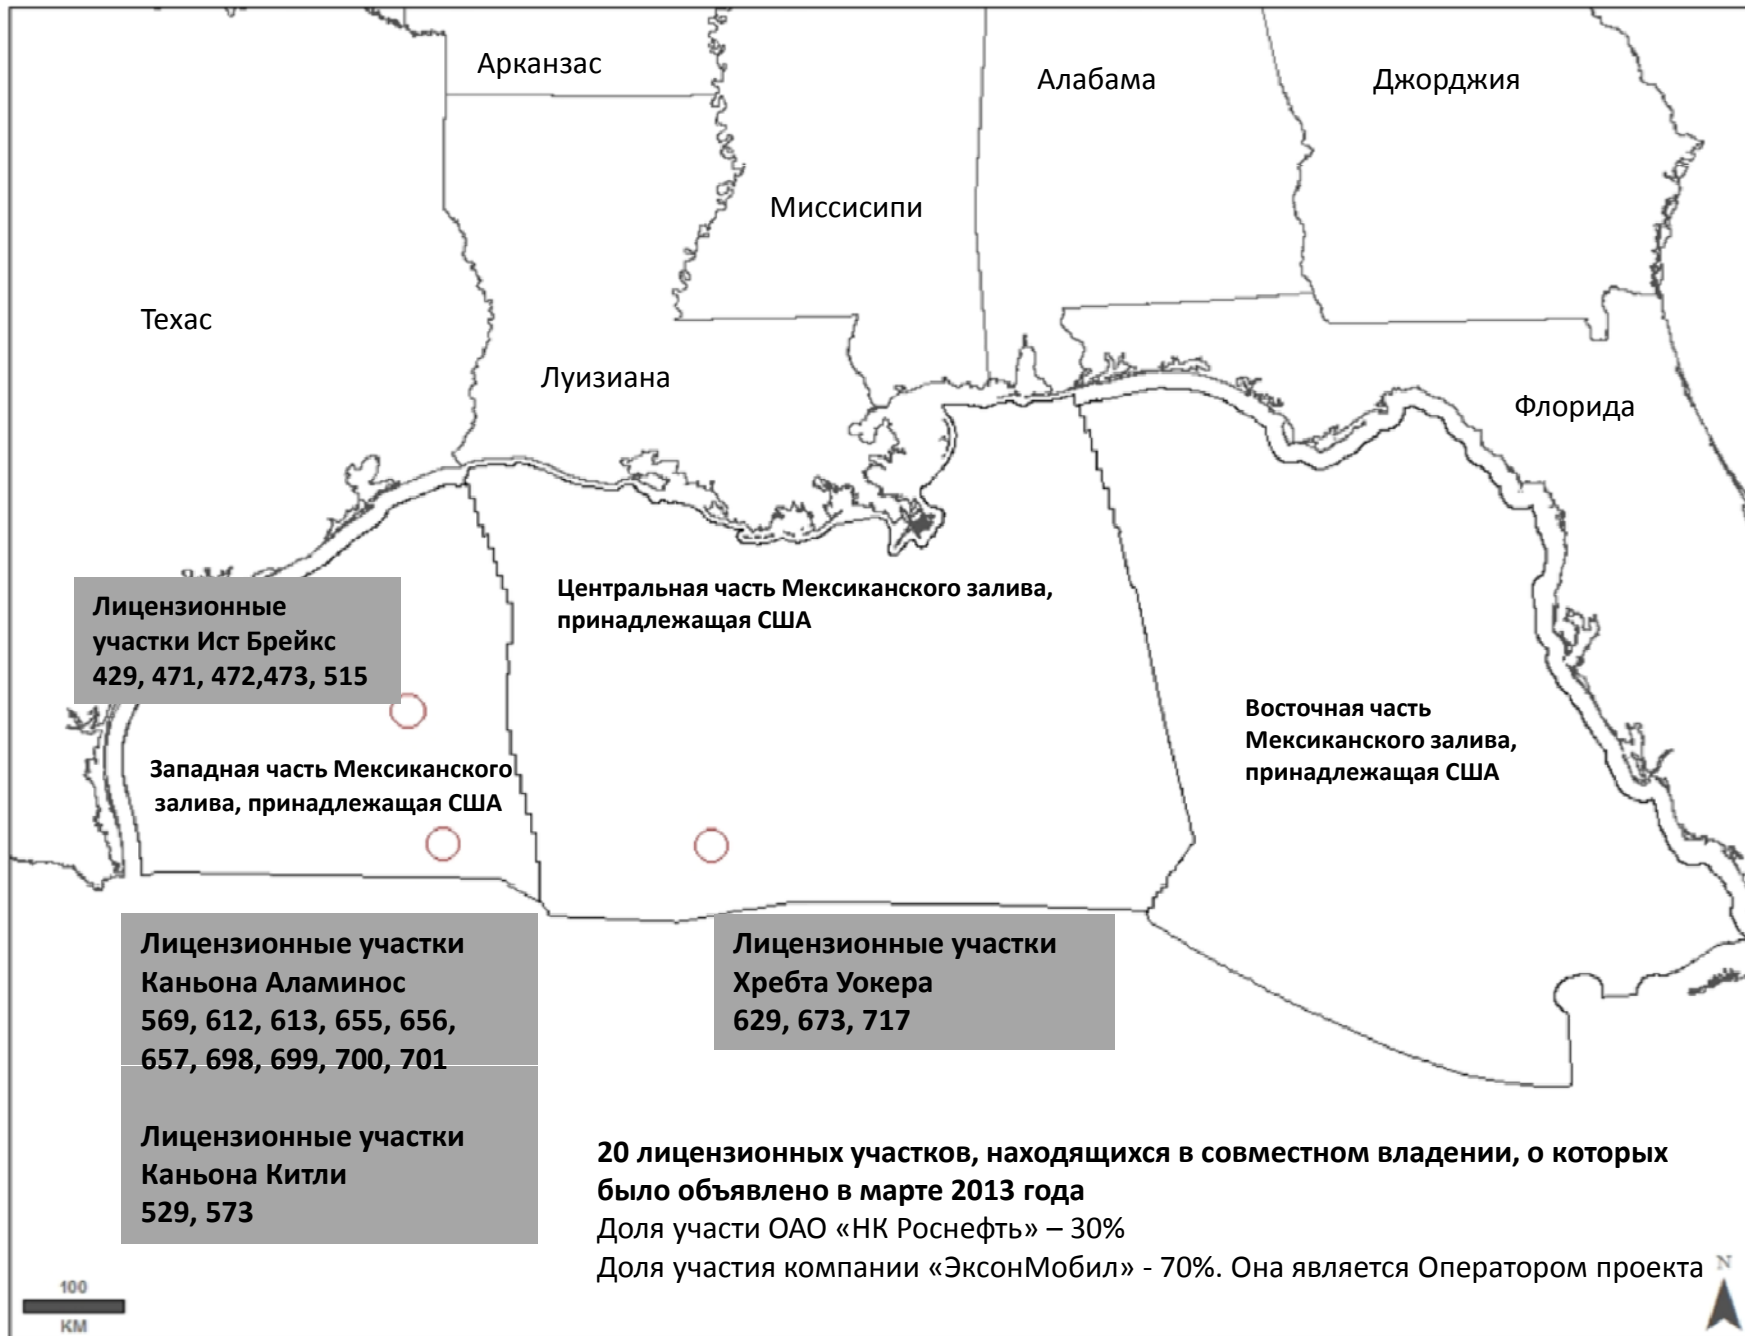 Арканзас
Алабама
Джорджия
Миссисипи
Техас
Луизиана
Флорида
Лицензионные
участки Ист Брейкс
429, 471, 472,473, 515
Центральная часть Мексиканского залива,
принадлежащая США
Западная часть Мексиканского
залива, принадлежащая США
Восточная часть
Мексиканского залива,
принадлежащая США
Лицензионные участки
Каньона Аламинос
569, 612, 613, 655, 656,
657, 698, 699, 700, 701
Лицензионные участки
Каньона Китли
529, 573
Лицензионные участки
Хребта Уокера
629, 673, 717
20 лицензионных участков, находящихся в совместном владении, о которых
было объявлено в марте 2013 года
Доля участи ОАО «НК Роснефть» – 30%
Доля участия компании «ЭксонМобил» - 70%. Она является Оператором проекта
100
КМ
N